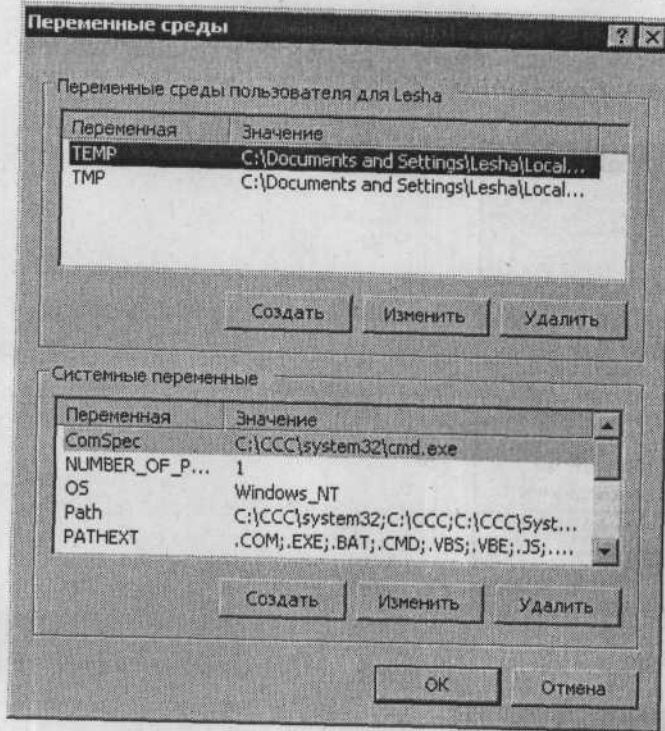 Переменные среды
Переменные среды пользователя для Lesha
Переменная Значение
TEMP C:\Documents and Settings\Lesha\Local...
TMP C:\Documents and Settings\Lesha\Local...
Создать Изменить Удалить
Системные переменные
Переменная Значение
ComSpec C:\CCC\system32\cmd.exe
NUMBER_OF_P... 1
OS Windows_NT
Path C:\CCC\system32;C:\CCC;C:\CCC\Syst...
PATHEXT .COM;.EXE;.BAT;.CMD;.VBS;.VBE;.JS;....
Создать Изменить Удалить
OK Отмена